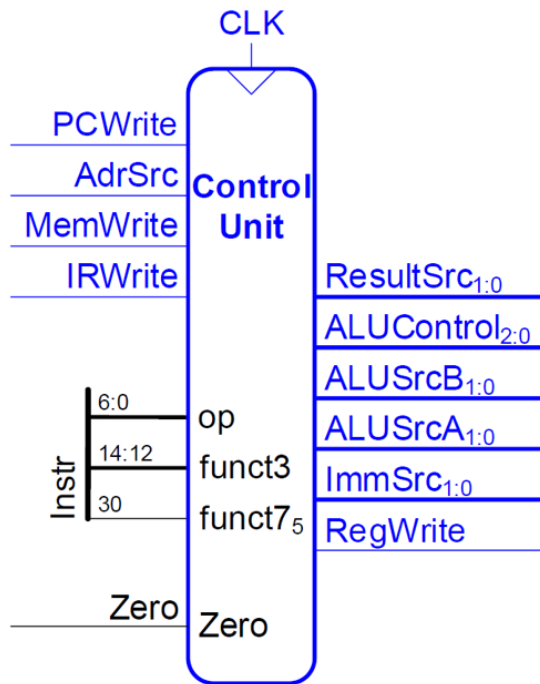 CLK
PCWrite
AdrSrc
MemWrite
IRWrite
Control
Unit
ResultSrc1:0
ALUControl2:0
ALUSrcB1:0
ALUSrcA1:0
ImmSrc1:0
RegWrite
Instr
6:0
op
14:12
funct3
30
funct75
Zero
Zero